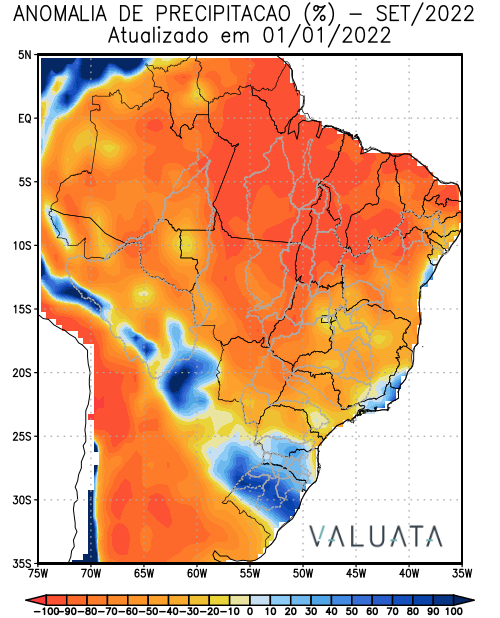 ANOMALIA DE PRECIPITACAO (%) – SET/2022
Atualizado em 01/01/2022
5N
EQ
5S
10S
15S
20S
25S
30S
35S
VALUATA
75W 70W 65W 60W 55W 50W 45W 40W 35W
-100 -90 -80 -70 -60 -50 -40 -30 -20 -10 0 10 20 30 40 50 60 70 80 90 100